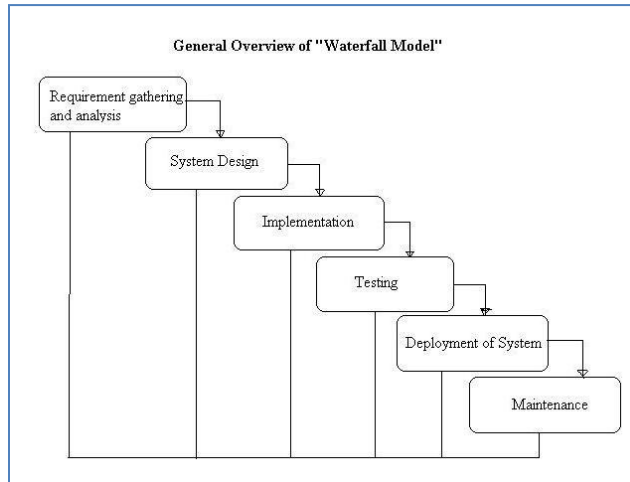 General Overview of "Waterfall Model"
Requirement gathering
and analysis
System Design
Implementation
Testing
Deployment of System
Maintenance